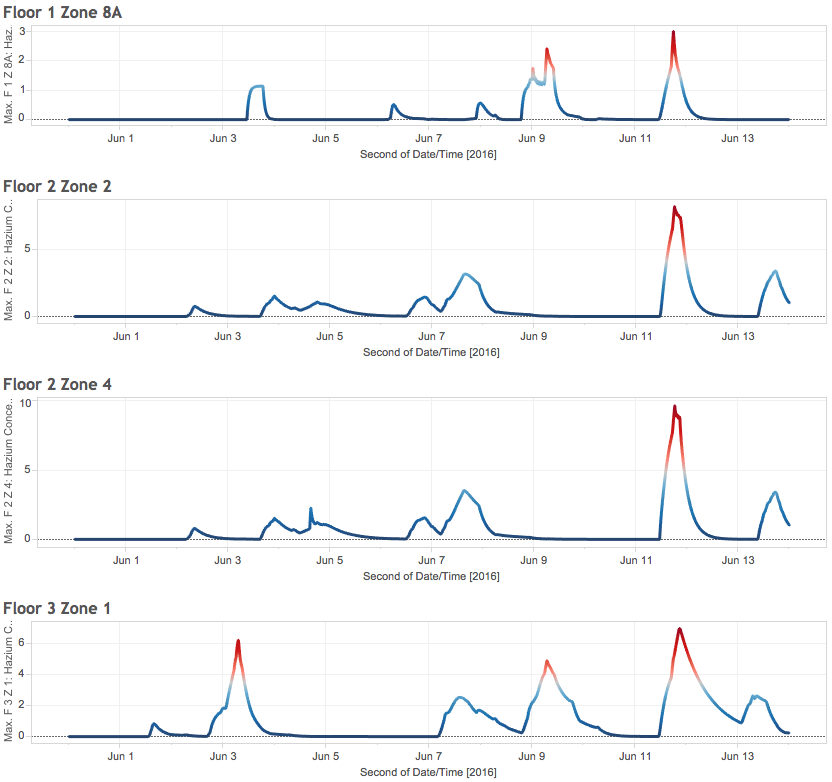 Floor 1 Zone 8A
Max. F 1 Z 8A: Haz..
3
2
1
0
Jun 1 Jun 3 Jun 5 Jun 7 Jun 9 Jun 11 Jun 13
Second of Date/Time [2016]
Floor 2 Zone 2
Max. F 2 Z 2: Hazium C..
5
0
Jun 1 Jun 3 Jun 5 Jun 7 Jun 9 Jun 11 Jun 13
Second of Date/Time [2016]
Floor 2 Zone 4
Max. F 2 Z 4: Hazium Conce..
10
5
0
Jun 1 Jun 3 Jun 5 Jun 7 Jun 9 Jun 11 Jun 13
Second of Date/Time [2016]
Floor 3 Zone 1
Max. F 3 Z 1: Hazium C..
6
4
2
0
Jun 1 Jun 3 Jun 5 Jun 7 Jun 9 Jun 11 Jun 13
Second of Date/Time [2016]